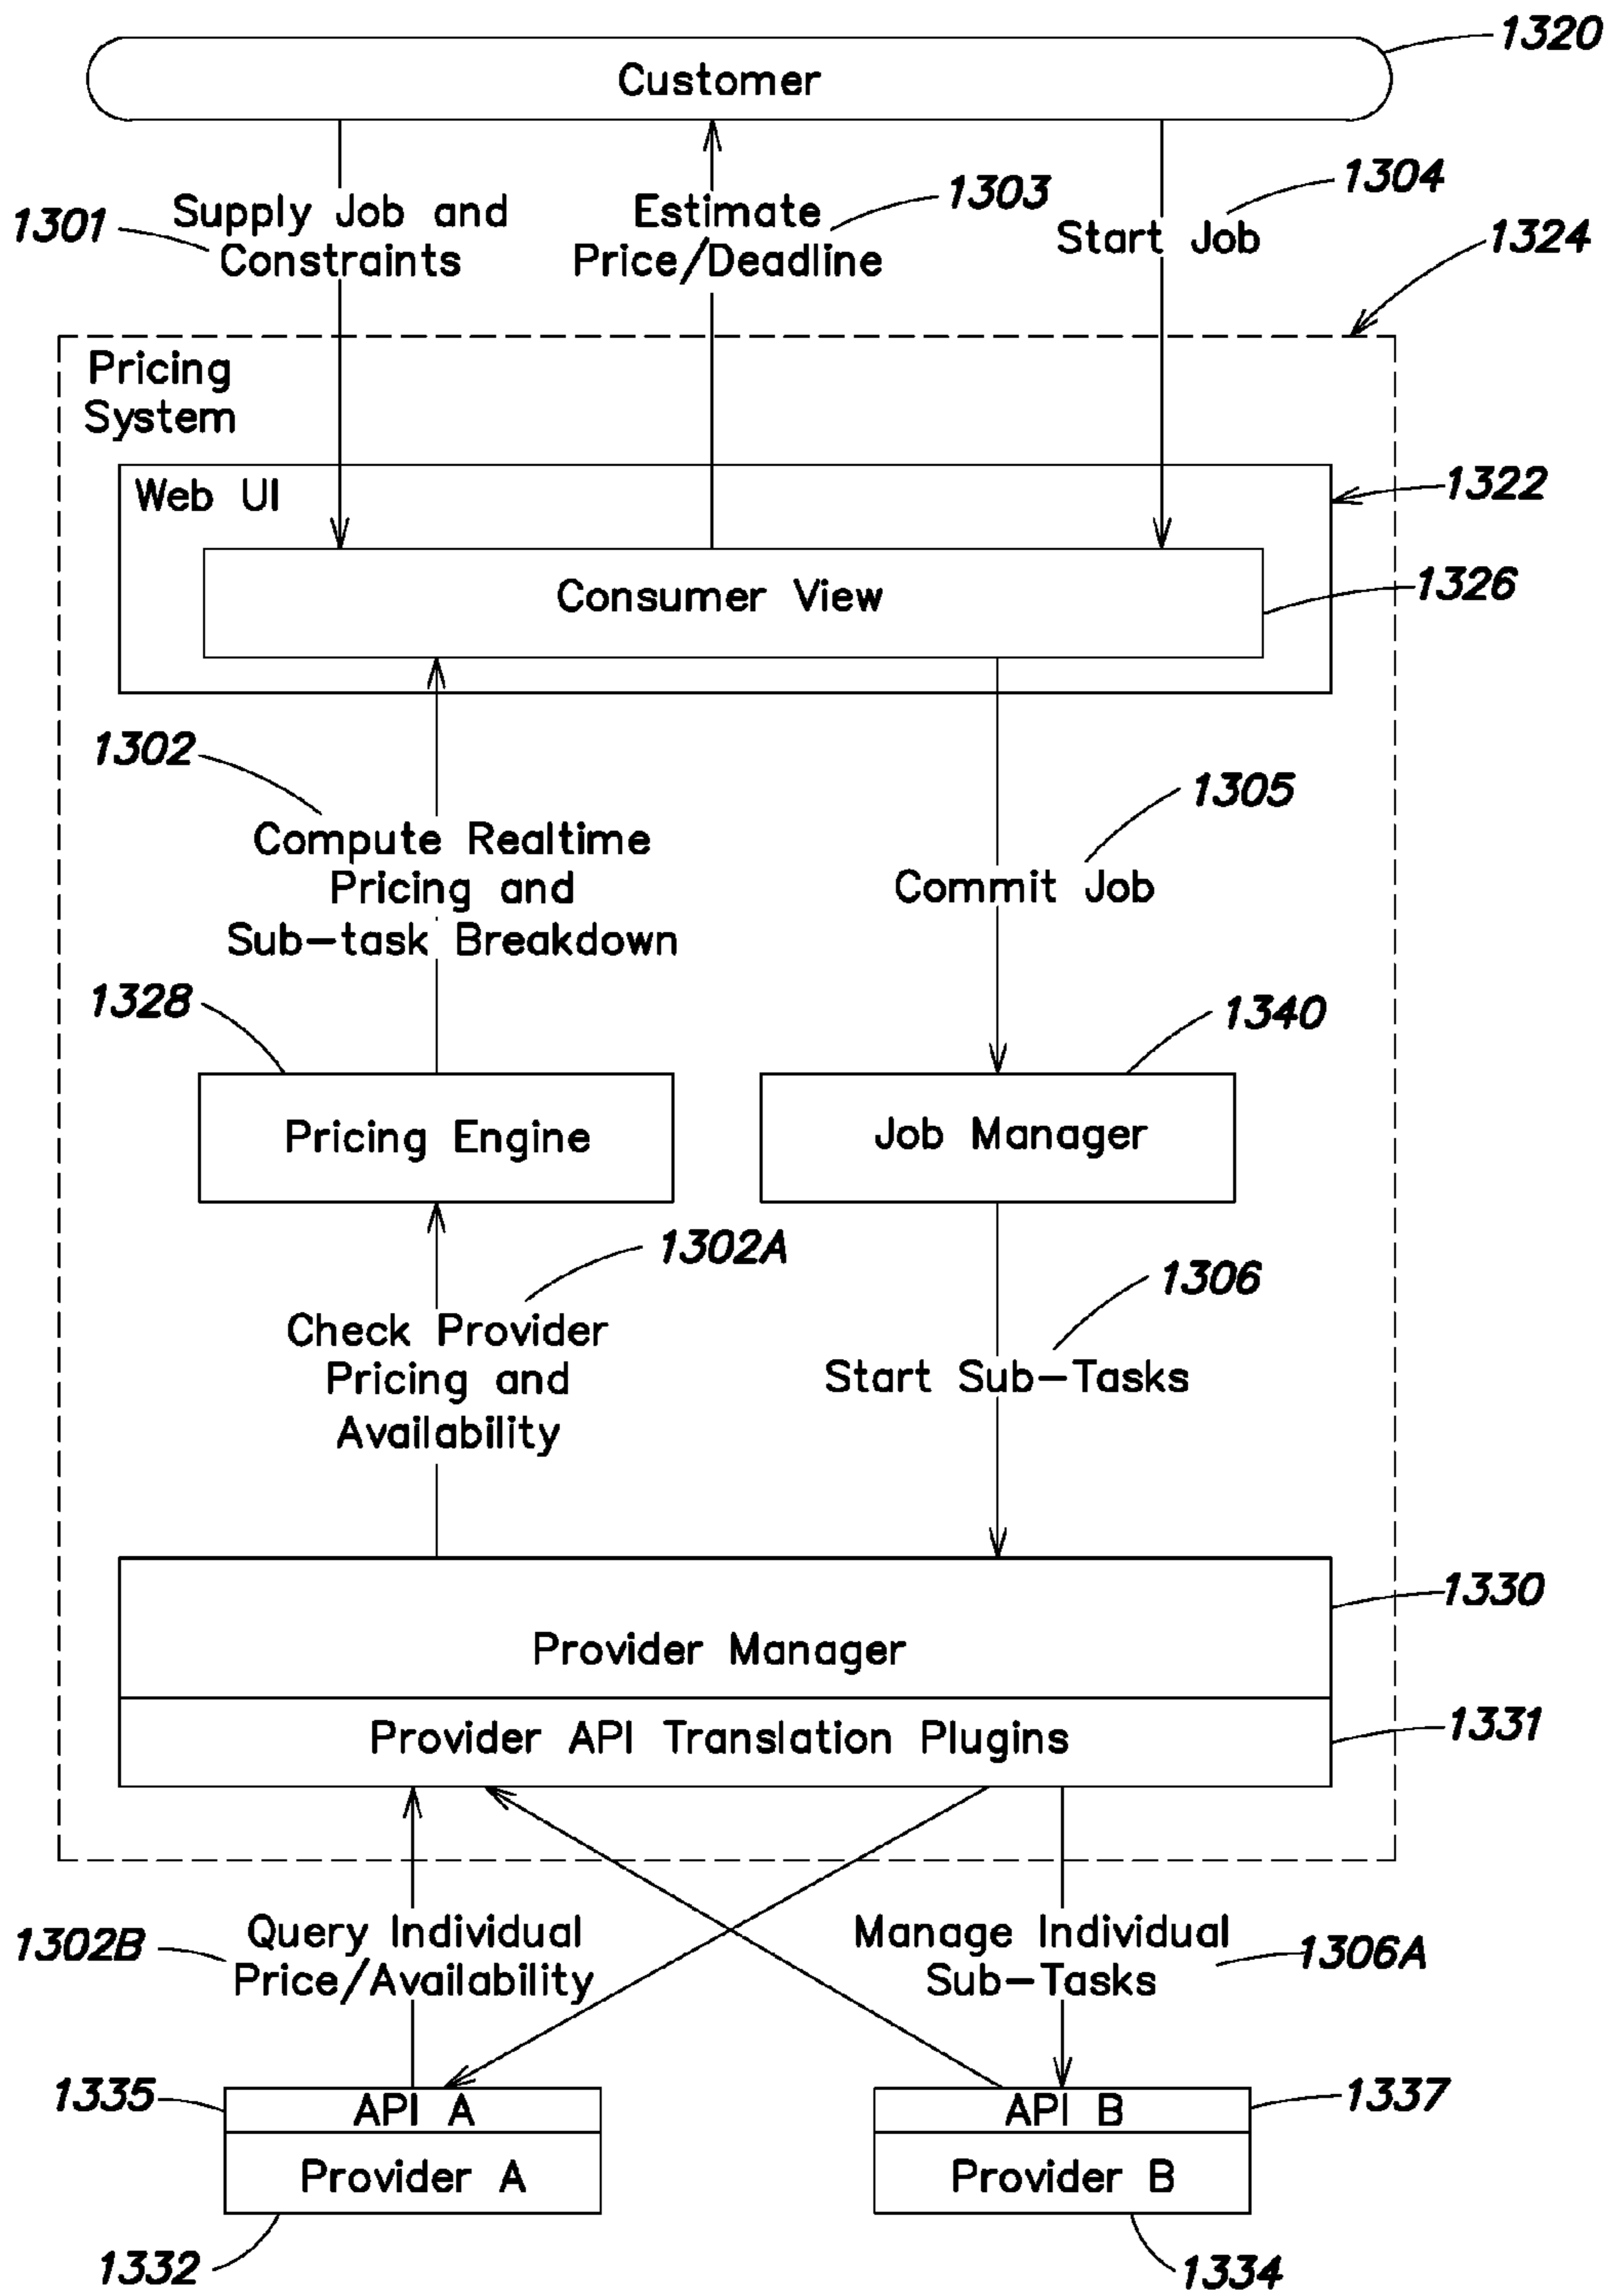 1320
Customer
1301
Supply Job and
Constraints
Estimate
Price/Deadline
1303
Start Job
1304
1324
Pricing
System
Web UI
1322
Consumer View
1326
1302
Compute Realtime
Pricing and
Sub-task Breakdown
1305
Commit Job
1328
Pricing Engine
1340
Job Manager
1302A
Check Provider
Pricing and
Availability
1306
Start Sub-Tasks
1330
Provider Manager
Provider API Translation Plugins
1331
1302B
Query Individual
Price/Availability
Manage Individual
Sub-Tasks
1306A
1335
API A
Provider A
1332
API B
1337
Provider B
1334